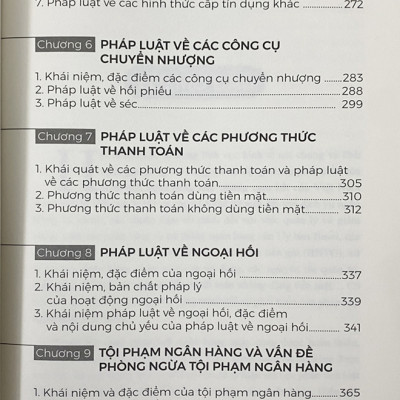 7. Pháp luật về các hình thức cấp tín dụng khác .................272
Chương 6 PHÁP LUẬT VỀ CÁC CÔNG CỤ
CHUYỂN NHƯỢNG
1. Khái niệm, đặc điểm các công cụ chuyển nhượng .......283
2. Pháp luật về hối phiếu .......288
3. Pháp luật về séc....... 299
Chương 7 PHÁP LUẬT VỀ CÁC PHƯƠNG THỨC
THANH TOÁN
1. Khái quát về các phương thức thanh toán và pháp luật
về các phương thức thanh toán.......305
2. Phương thức thanh toán dùng tiền mặt.......310
3. Phương thức thanh toán không dùng tiền mặt....... 312
Chương 8 PHÁP LUẬT VỀ NGOẠI HỐI
1. Khái niệm, đặc điểm của ngoại hối .......337
2. Khái niệm, bản chất pháp lý
của hoạt động ngoại hối .......339
3. Khái niệm pháp luật về ngoại hối, đặc điểm
và nội dung chủ yếu của pháp luật về ngoại hối....... 341
Chương 9 TỘI PHẠM NGÂN HÀNG VÀ VẤN ĐỀ
PHÒNG NGỪA TỘI PHẠM NGÂN HÀNG
1. Khái niệm và đặc điểm của tội phạm ngân hàng.......365